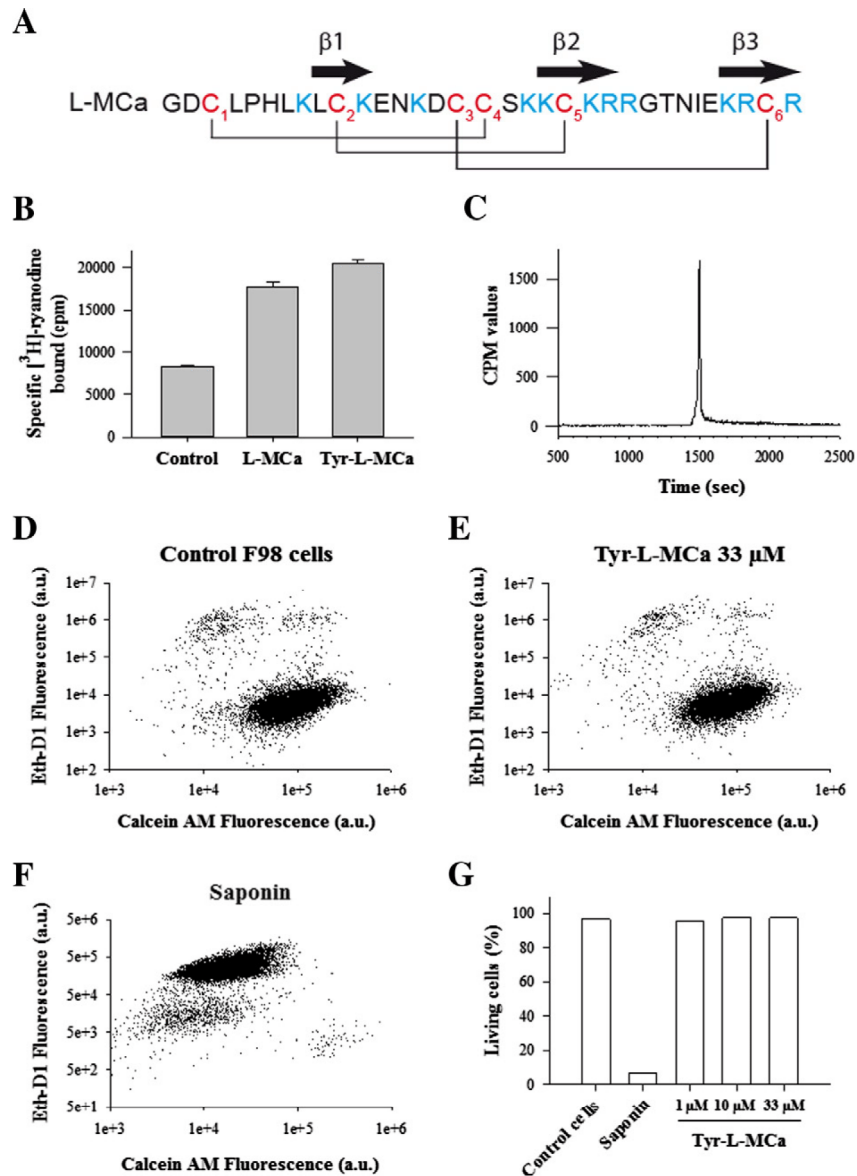 A
β1 β2 β3
L-MCa GDC1LPHLKLC2KENKDC3C4SKKC5KRRGTNIEKRC6R
B
Specific [3H]-ryanodine
bound (cpm)
20000
15000
10000
5000
0
Control L-MCa Tyr-L-MCa
C
CPM values
1500
1000
500
0
500 1000 1500 2000 2500
Time (sec)
D
Control F98 cells
Eth-D1 Fluorescence (a.u.)
1e+7
1e+6
1e+5
1e+4
1e+3
1e+2
1e+3 1e+4 1e+5 1e+6
Calcein AM Fluorescence (a.u.)
E
Tyr-L-MCa 33 µM
Eth-D1 Fluorescence (a.u.)
1e+7
1e+6
1e+5
1e+4
1e+3
1e+2
1e+3 1e+4 1e+5 1e+6
Calcein AM Fluorescence (a.u.)
F
Saponin
Eth-D1 Fluorescence (a.u.)
5e+6
5e+5
5e+4
5e+3
5e+2
5e+1
1e+3 1e+4 1e+5 1e+6
Calcein AM Fluorescence (a.u.)
G
Living cells (%)
100
80
60
40
20
0
Control cells
Saponin
1 µM 10 µM 33 µM
Tyr-L-MCa